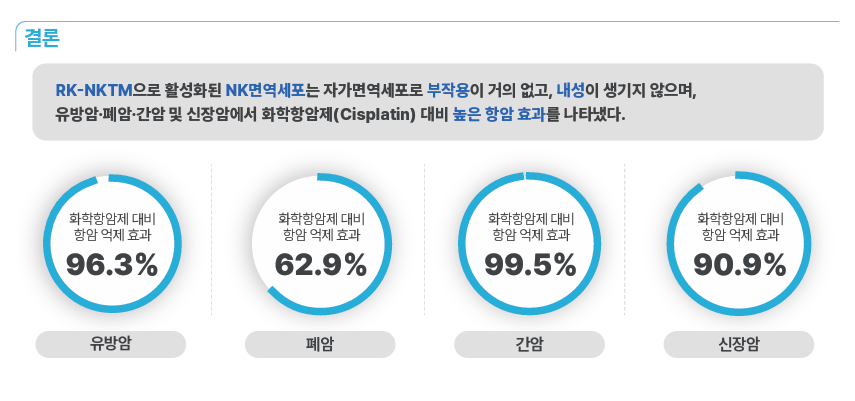 결론
RK-NKTM으로 활성화된 NK면역세포는 자가면역세포로 부작용이 거의 없고, 내성이 생기지 않으며,
유방암·폐암·간암 및 신장암에서 화학항암제(Cisplatin) 대비 높은 항암 효과를 나타냈다.
화학항암제 대비
항암 억제 효과
96.3%
유방암
화학항암제 대비
항암 억제 효과
62.9%
폐암
화학항암제 대비
항암 억제 효과
99.5%
간암
화학항암제 대비
항암 억제 효과
90.9%
신장암